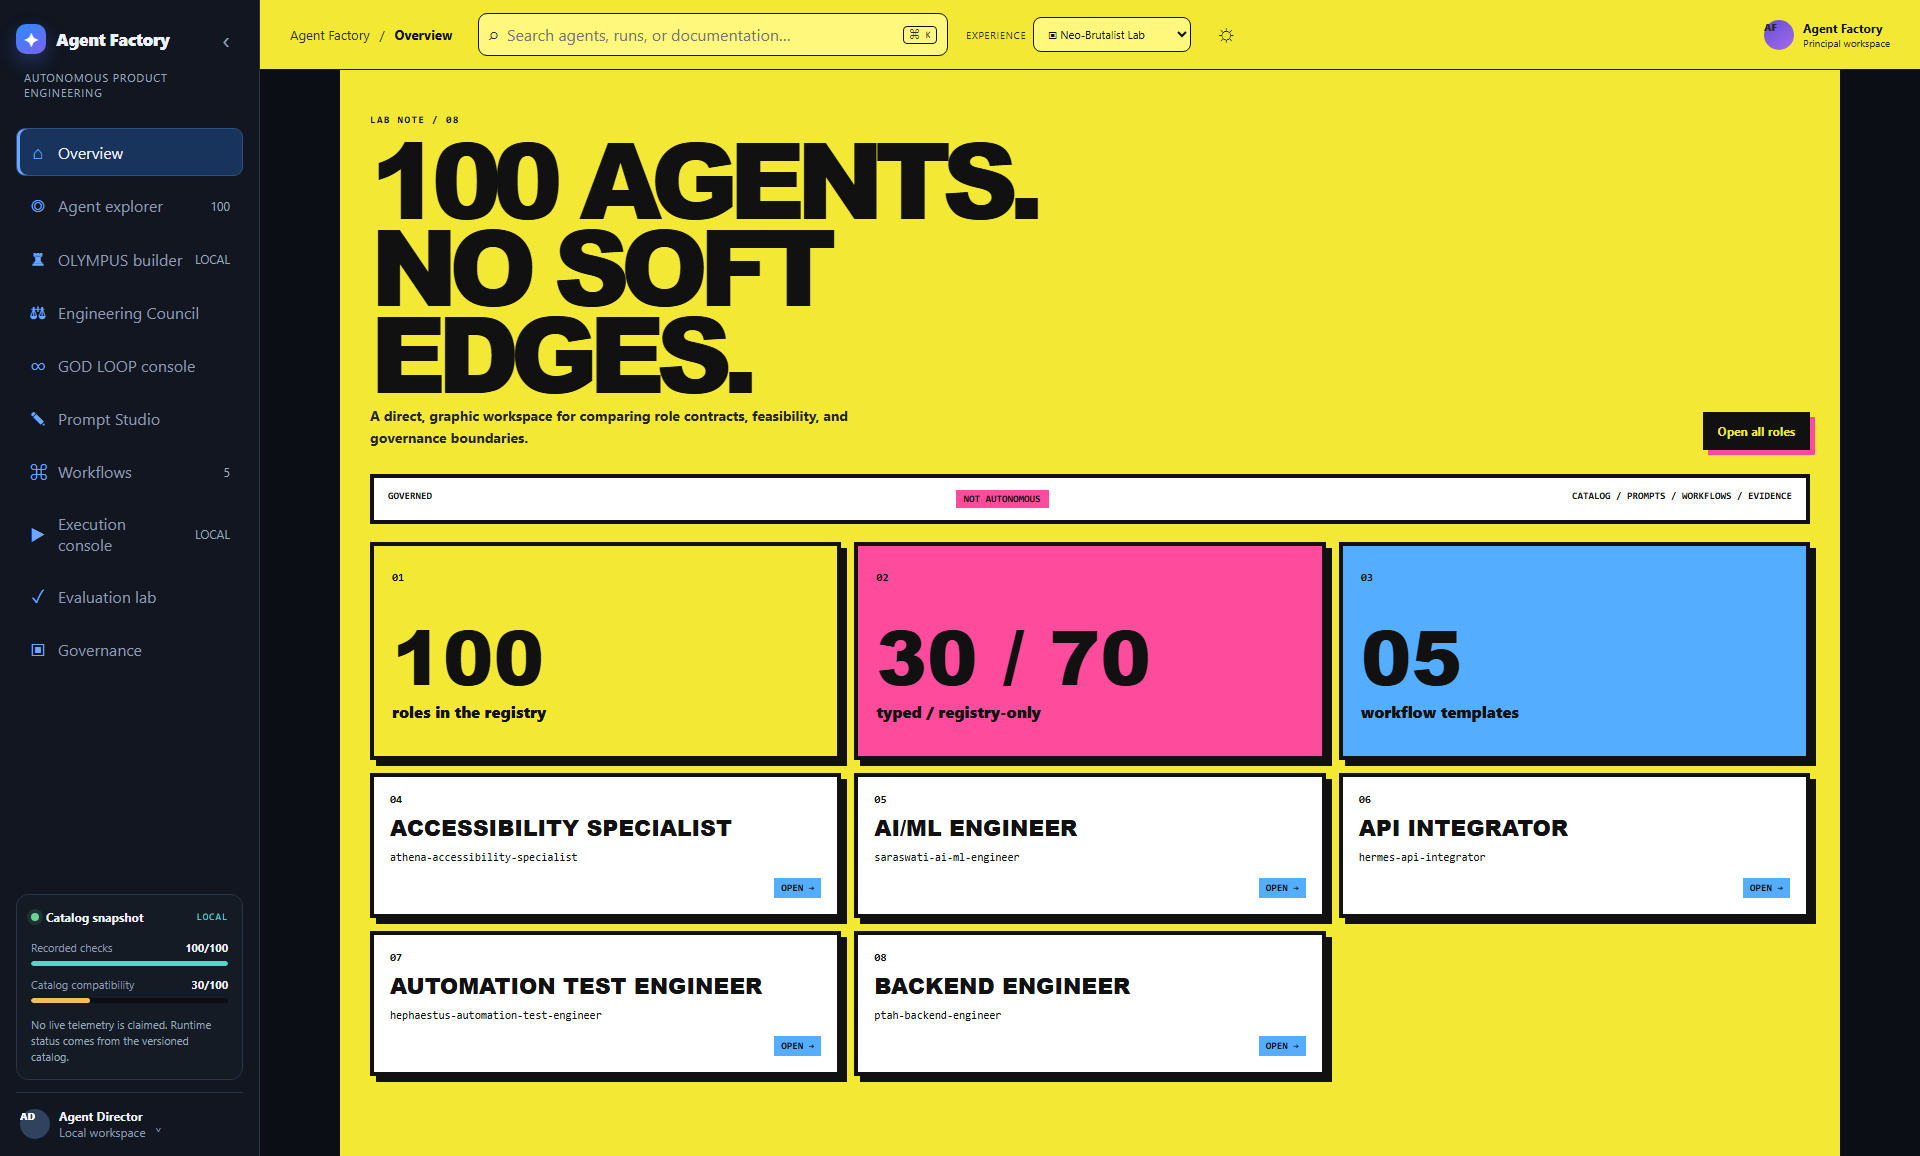 Agent Factory
AUTONOMOUS PRODUCT
ENGINEERING
Overview
Agent explorer 100
OLYMPUS builder LOCAL
Engineering Council
GOD LOOP console
Prompt Studio
Workflows 5
Execution
console LOCAL
Evaluation lab
Governance
Catalog snapshot LOCAL
Recorded checks 100/100
Catalog compatibility 30/100
No live telemetry is claimed. Runtime
status comes from the versioned
catalog.
AD Agent Director
Local workspace
Agent Factory / Overview
Search agents, runs, or documentation... ⌘ K
EXPERIENCE Neo-Brutalist Lab
AF Agent Factory
Principal workspace
LAB NOTE / 08
100 AGENTS.
NO SOFT
EDGES.
A direct, graphic workspace for comparing role contracts, feasibility, and
governance boundaries.
Open all roles
GOVERNED NOT AUTONOMOUS CATALOG / PROMPTS / WORKFLOWS / EVIDENCE
01
100
roles in the registry
02
30 / 70
typed / registry-only
03
05
workflow templates
04
ACCESSIBILITY SPECIALIST
athena-accessibility-specialist
OPEN →
05
AI/ML ENGINEER
saraswati-ai-ml-engineer
OPEN →
06
API INTEGRATOR
hermes-api-integrator
OPEN →
07
AUTOMATION TEST ENGINEER
hephaestus-automation-test-engineer
OPEN →
08
BACKEND ENGINEER
ptah-backend-engineer
OPEN →